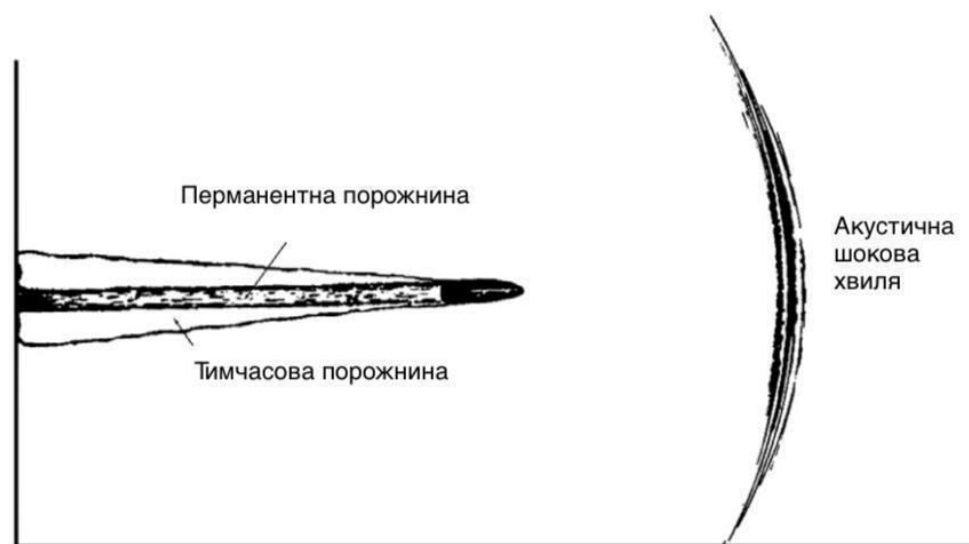 Перманентна порожнина
Акустична
шокова
хвиля
Тимчасова порожнина